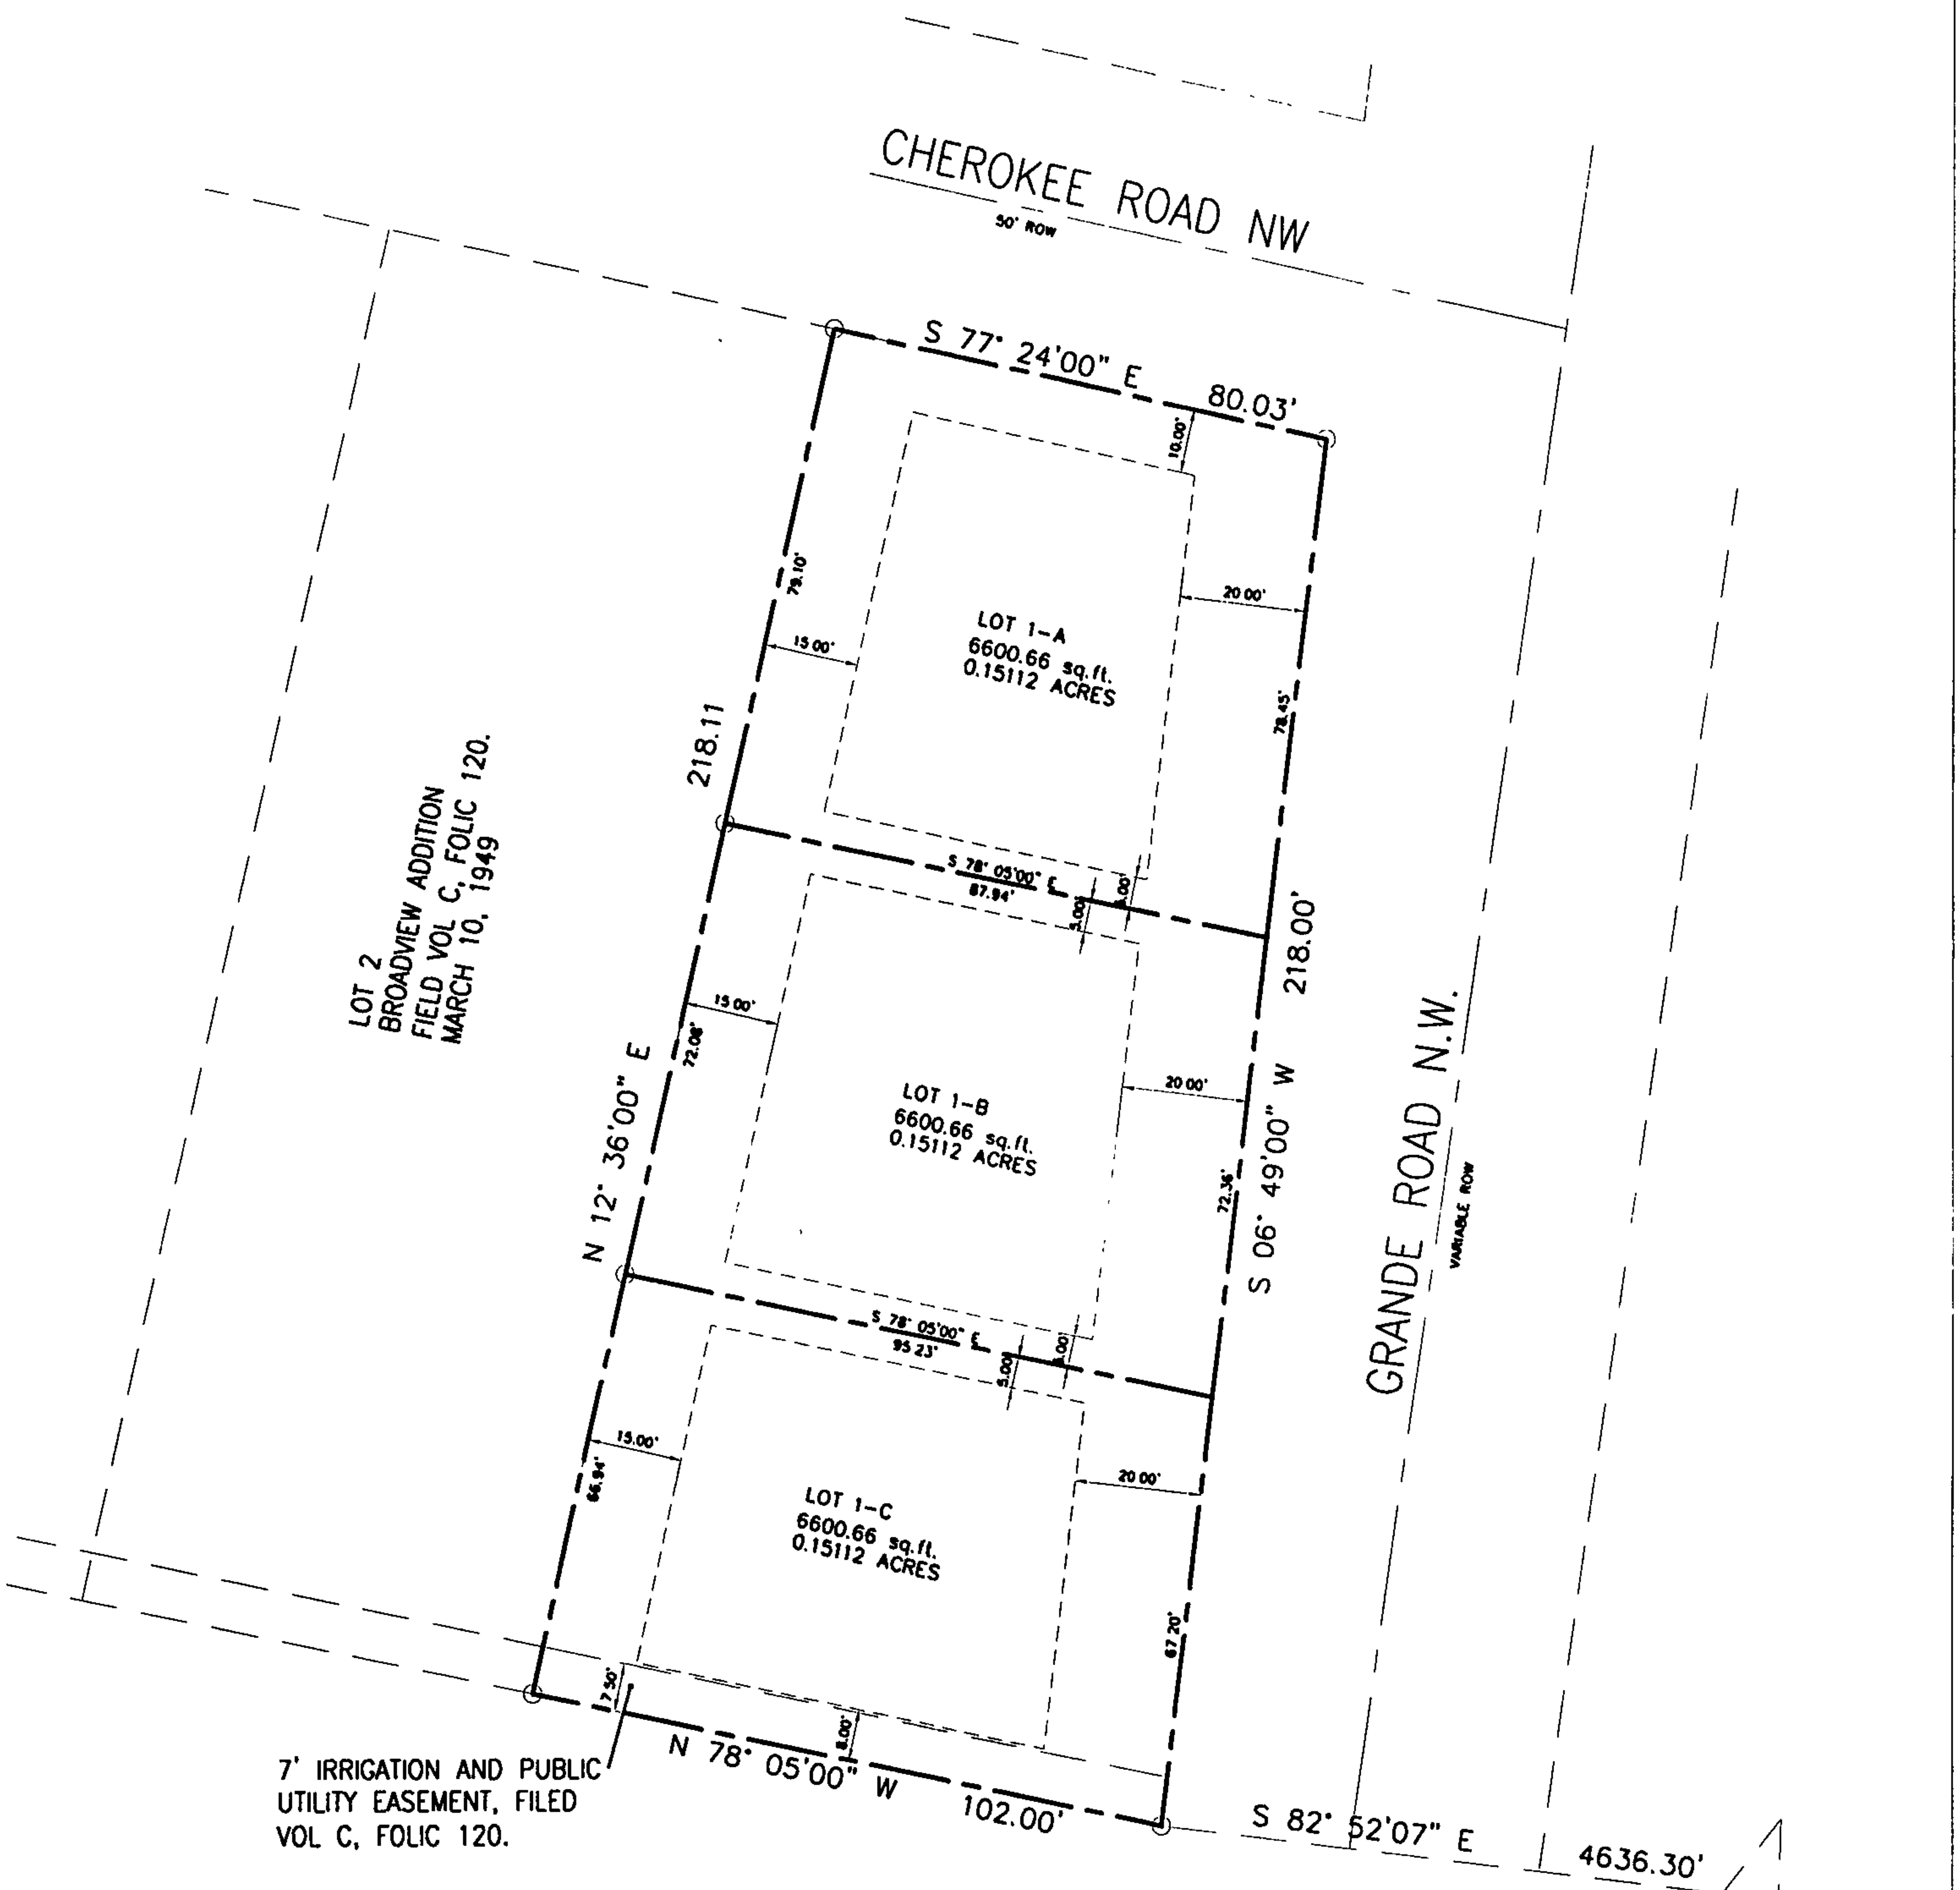 CHEROKEE ROAD NW
50' ROW
S 77° 24'00" E
80.03'
10.00'
79.10'
20 00'
15 00'
LOT 1-A
6600.66 sq.ft.
0.15112 ACRES
78.45'
218.11
LOT 2
BROADVIEW ADDITION
FIELD VOL C, FOLIC 120.
MARCH 10, 1949
S 78° 05'00" E
87.94'
5.00'
5.00'
218.00'
15 00'
72.08'
N 12° 36'00" E
LOT 1-B
6600.66 sq.ft.
0.15112 ACRES
20 00'
72.36'
S 06° 49'00" W
GRANDE ROAD N.W.
VARIABLE ROW
S 78° 05'00" E
95 23'
5.00'
5.00'
15.00'
66.94'
20 00'
LOT 1-C
6600.66 sq.ft.
0.15112 ACRES
67 20'
7 50'
8.00'
N 78° 05'00" W
102.00'
7' IRRIGATION AND PUBLIC
UTILITY EASEMENT, FILED
VOL C, FOLIC 120.
S 82° 52'07" E
4636.30'